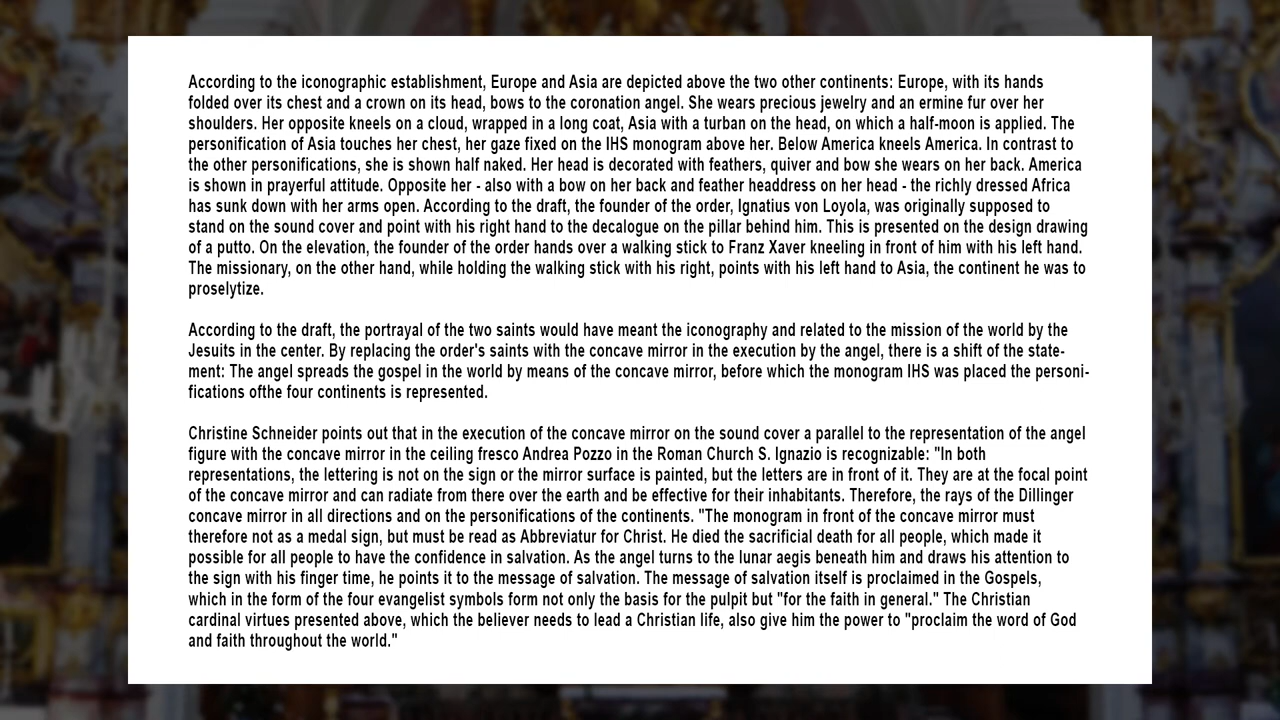 According to the iconographic establishment, Europe and Asia are depicted above the two other continents: Europe, with its hands
folded over its chest and a crown on its head, bows to the coronation angel. She wears precious jewelry and an ermine fur over her
shoulders. Her opposite kneels on a cloud, wrapped in a long coat, Asia with a turban on the head, on which a half-moon is applied. The
personification of Asia touches her chest, her gaze fixed on the IHS monogram above her. Below America kneels America. In contrast to
the other personifications, she is shown half naked. Her head is decorated with feathers, quiver and bow she wears on her back. America
is shown in prayerful attitude. Opposite her - also with a bow on her back and feather headdress on her head - the richly dressed Africa
has sunk down with her arms open. According to the draft, the founder of the order, Ignatius von Loyola, was originally supposed to
stand on the sound cover and point with his right hand to the decalogue on the pillar behind him. This is presented on the design drawing
of a putto. On the elevation, the founder of the order hands over a walking stick to Franz Xaver kneeling in front of him with his left hand.
The missionary, on the other hand, while holding the walking stick with his right, points with his left hand to Asia, the continent he was to
proselytize.

According to the draft, the portrayal of the two saints would have meant the iconography and related to the mission of the world by the
Jesuits in the center. By replacing the order's saints with the concave mirror in the execution by the angel, there is a shift of the state-
ment: The angel spreads the gospel in the world by means of the concave mirror, before which the monogram IHS was placed the personi-
fications ofthe four continents is represented.

Christine Schneider points out that in the execution of the concave mirror on the sound cover a parallel to the representation of the angel
figure with the concave mirror in the ceiling fresco Andrea Pozzo in the Roman Church S. Ignazio is recognizable: "In both
representations, the lettering is not on the sign or the mirror surface is painted, but the letters are in front of it. They are at the focal point
of the concave mirror and can radiate from there over the earth and be effective for their inhabitants. Therefore, the rays of the Dillinger
concave mirror in all directions and on the personifications of the continents. "The monogram in front of the concave mirror must
therefore not as a medal sign, but must be read as Abbreviatur for Christ. He died the sacrificial death for all people, which made it
possible for all people to have the confidence in salvation. As the angel turns to the lunar aegis beneath him and draws his attention to
the sign with his finger time, he points it to the message of salvation. The message of salvation itself is proclaimed in the Gospels,
which in the form of the four evangelist symbols form not only the basis for the pulpit but "for the faith in general." The Christian
cardinal virtues presented above, which the believer needs to lead a Christian life, also give him the power to "proclaim the word of God
and faith throughout the world."